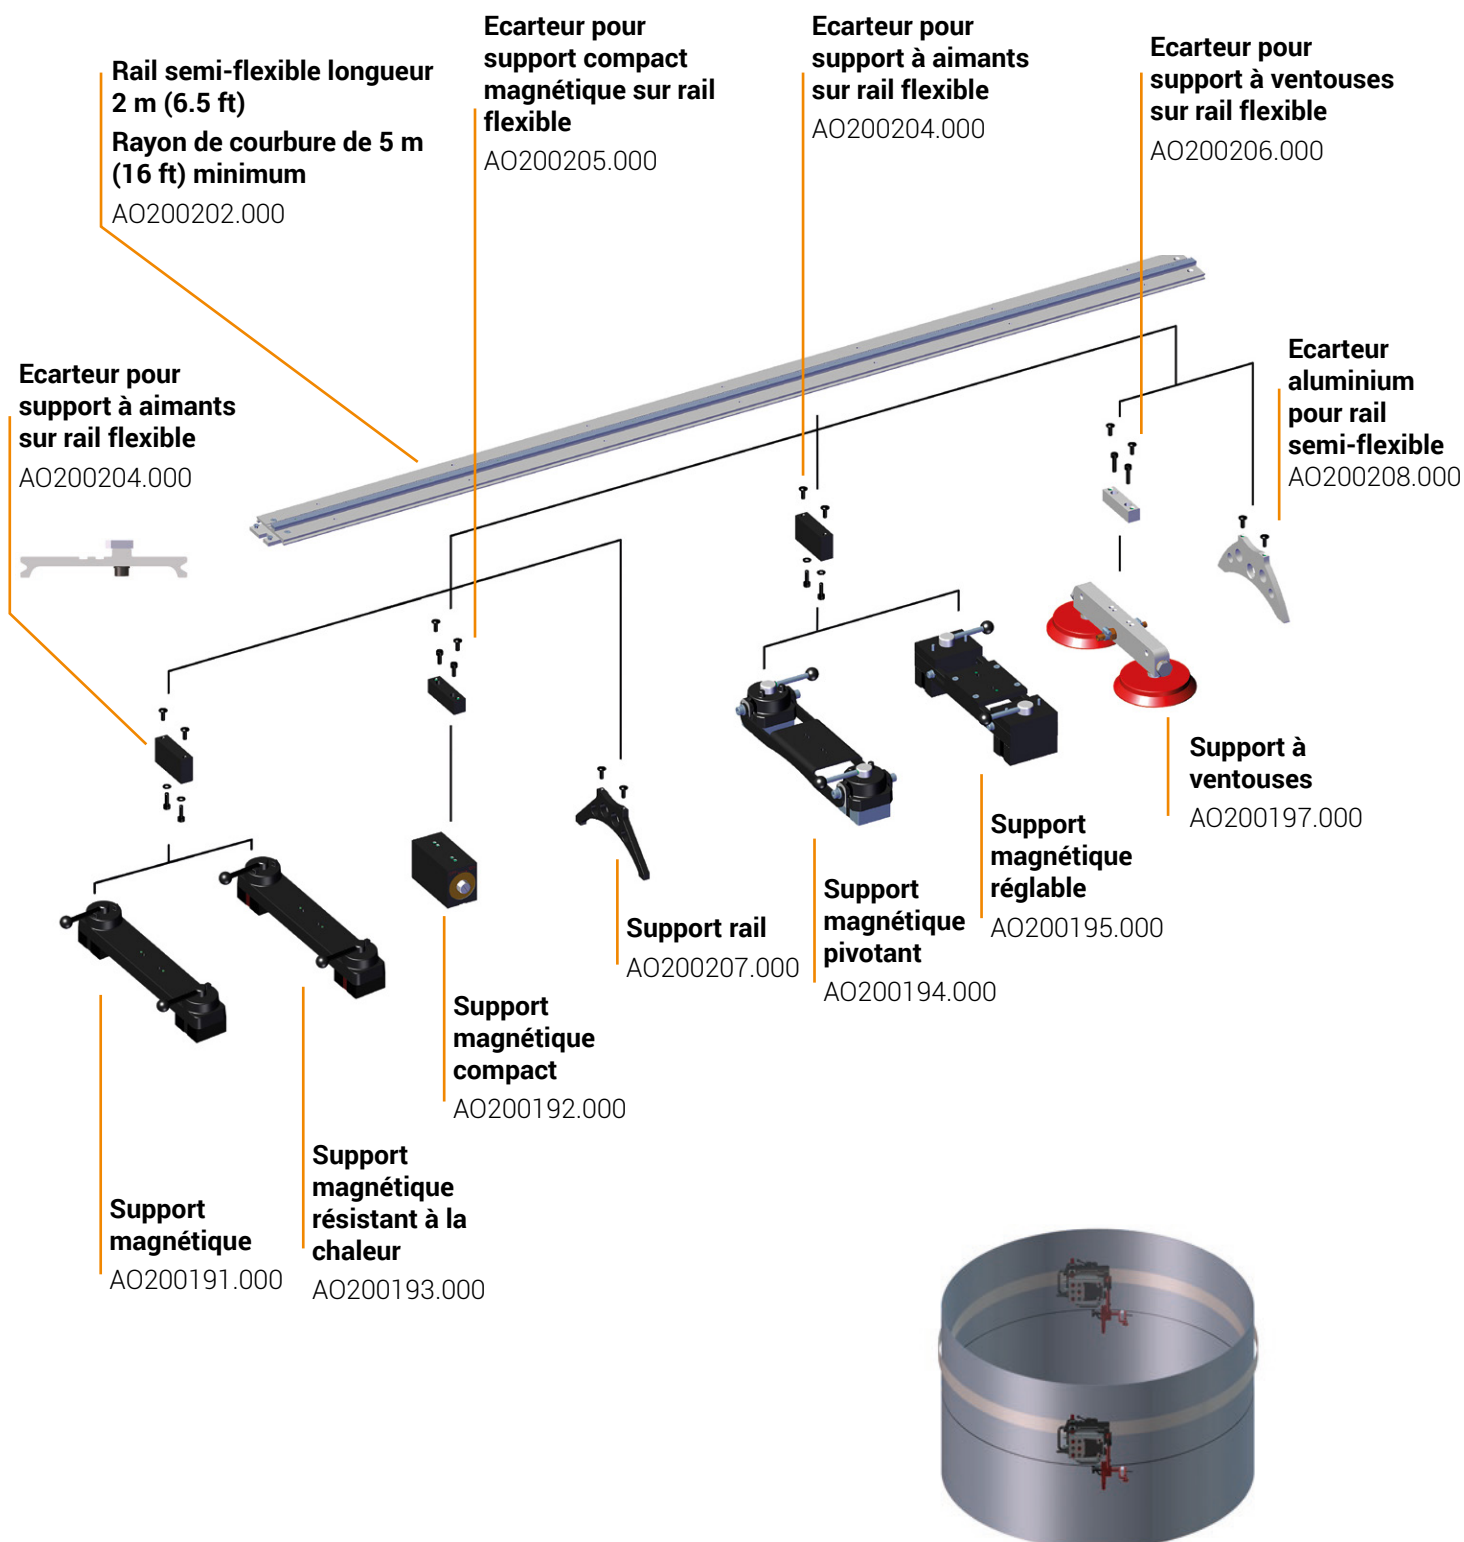 Rail semi-flexible longueur
2 m (6.5 ft)
Rayon de courbure de 5 m
(16 ft) minimum
AO200202.000
Ecarteur pour
support compact
magnétique sur rail
flexible
AO200205.000
Ecarteur pour
support à aimants
sur rail flexible
AO200204.000
Ecarteur pour
support à ventouses
sur rail flexible
AO200206.000
Ecarteur pour
support à aimants
sur rail flexible
AO200204.000
Ecarteur
aluminium
pour rail
semi-flexible
AO200208.000
Support à
ventouses
AO200197.000
Support
magnétique
réglable
AO200195.000
Support
magnétique
pivotant
AO200194.000
Support rail
AO200207.000
Support
magnétique
compact
AO200192.000
Support
magnétique
résistant à la
chaleur
AO200193.000
Support
magnétique
AO200191.000